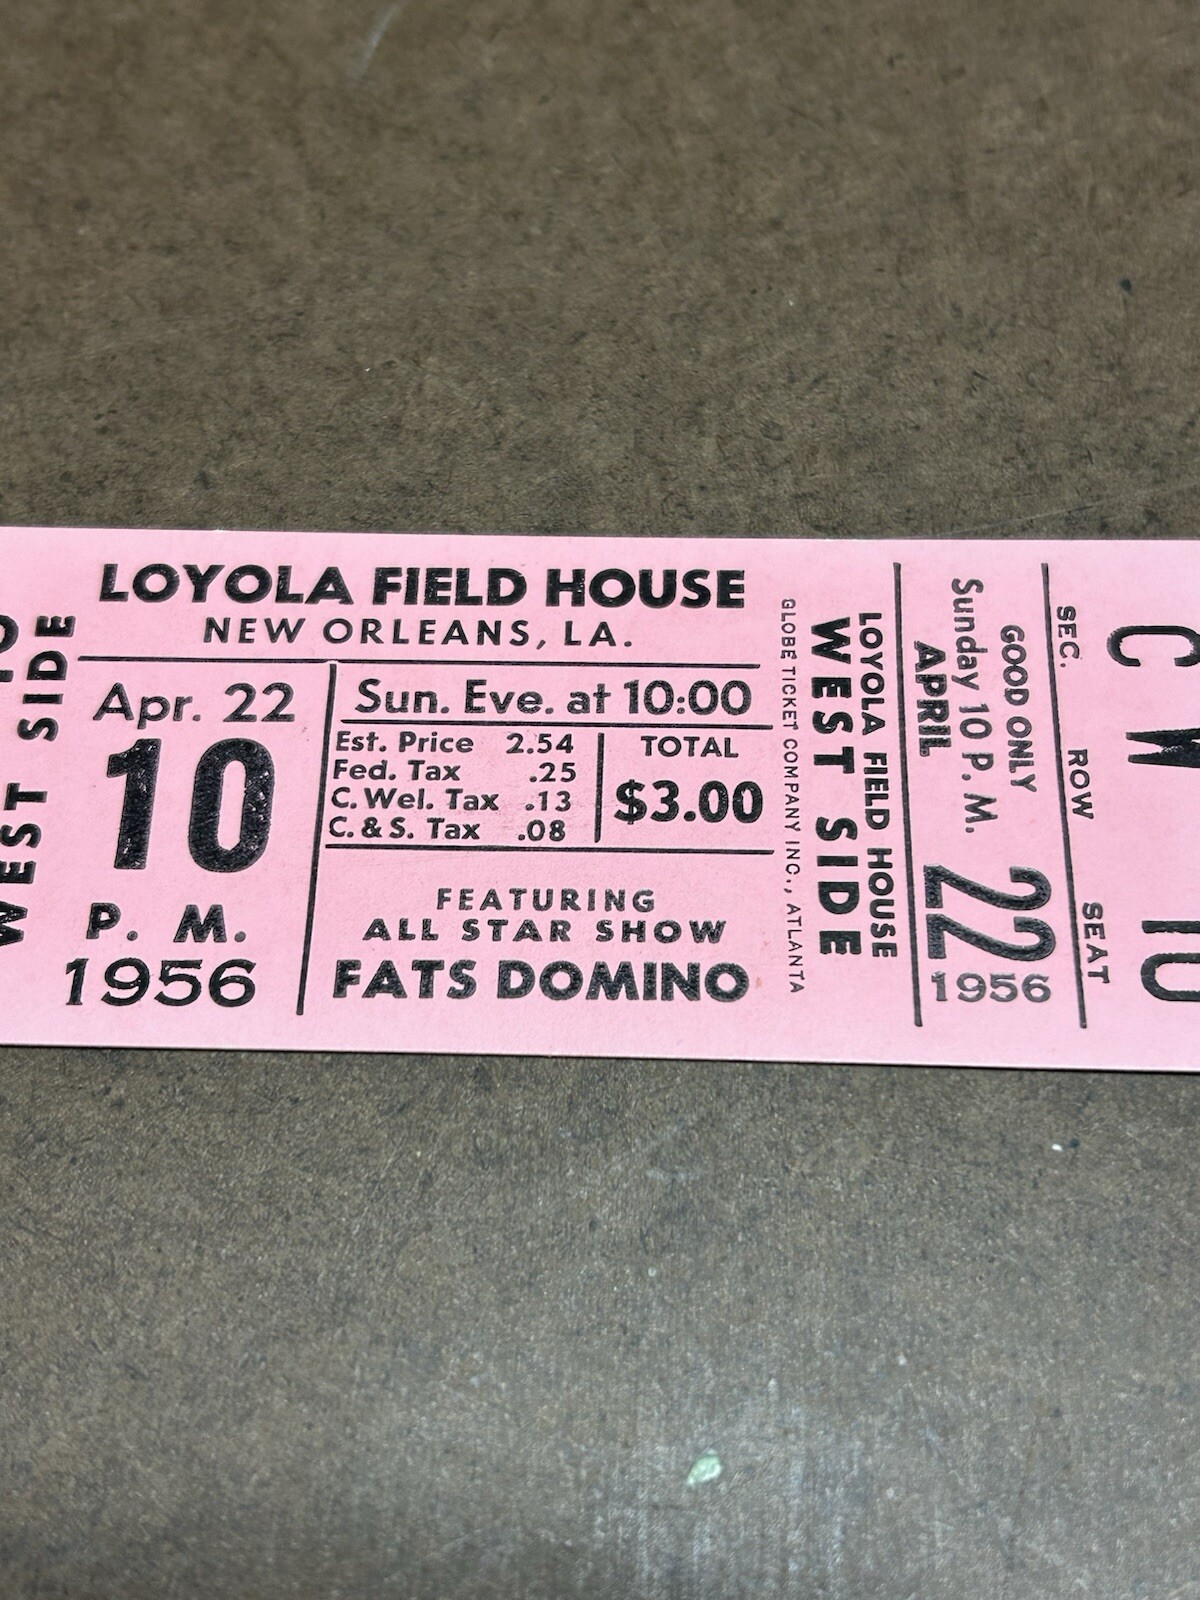 WEST SIDE
LOYOLA FIELD HOUSE
NEW ORLEANS, LA.
Apr. 22
10
P. M.
1956
Sun. Eve. at 10:00
Est. Price 2.54
Fed. Tax .25
C. Wel. Tax .13
C. & S. Tax .08
TOTAL
$3.00
FEATURING
ALL STAR SHOW
FATS DOMINO
GLOBE TICKET COMPANY INC., ATLANTA
LOYOLA FIELD HOUSE
WEST SIDE
GOOD ONLY
Sunday 10 P. M.
APRIL
22
1956
SEC. ROW SEAT
C W 10